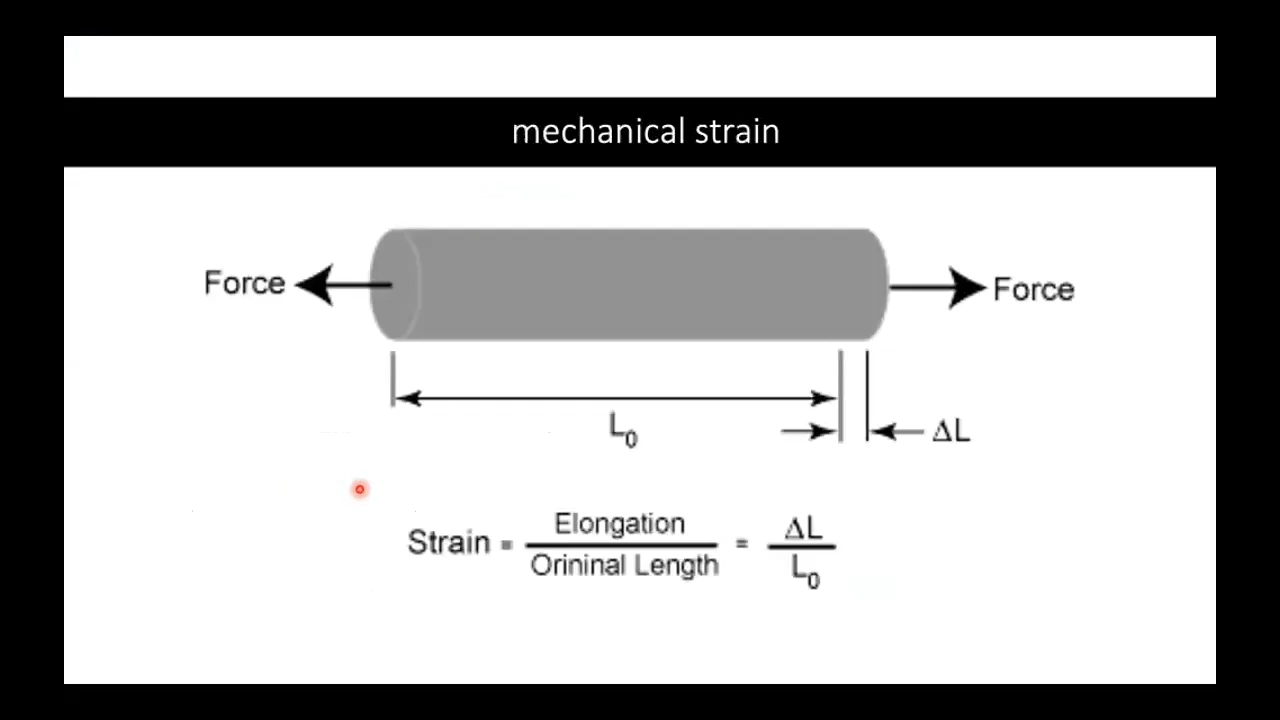 mechanical strain
Force
Force
L₀
ΔL
Strain = Elongation / Orininal Length = ΔL / L₀